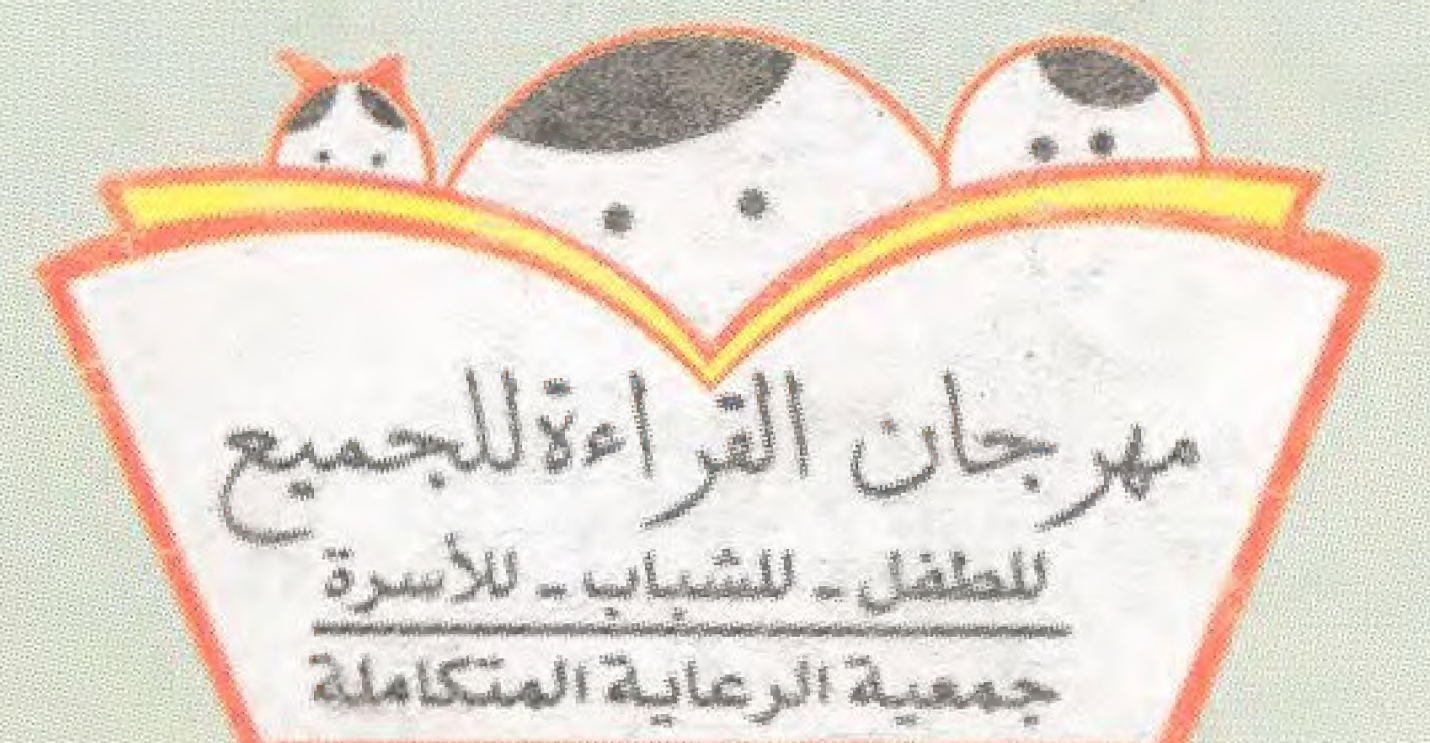 مهرجان القراءة للجميع
للطفل - للشباب - للأسرة
جمعية الرعاية المتكاملة